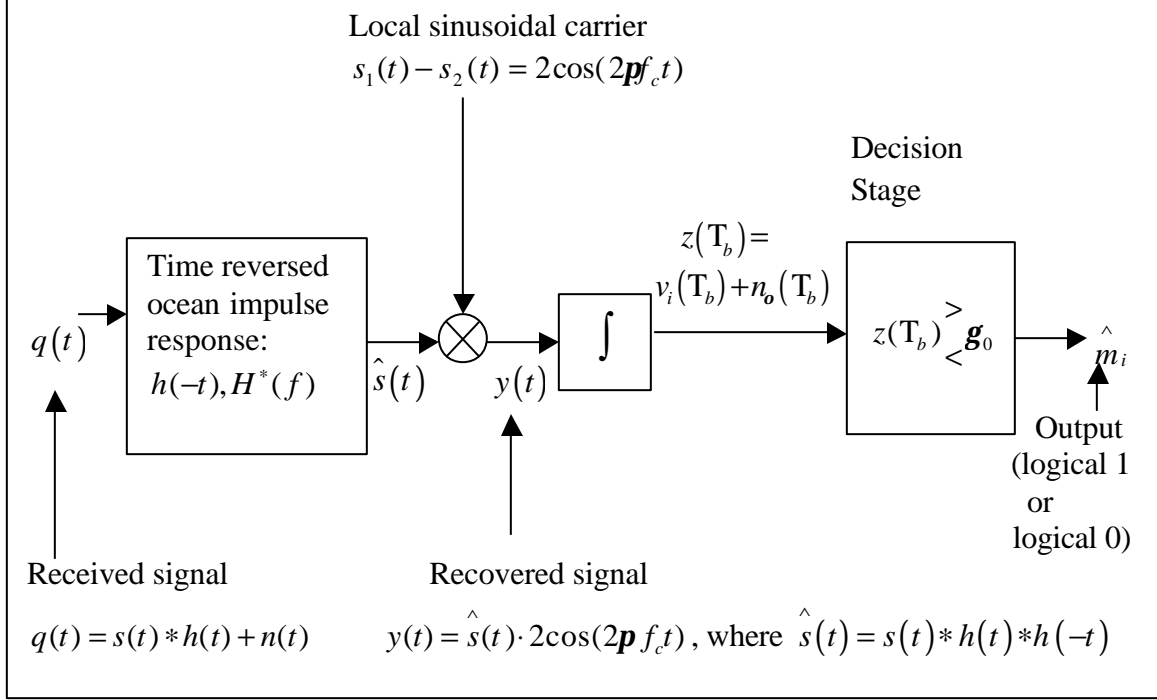 Local sinusoidal carrier
s₁(t) − s₂(t) = 2cos(2pf_c t)
Decision
Stage
Time reversed
ocean impulse
response:
h(−t), H*(f)
q(t)
ŝ(t)
y(t)
∫
z(T_b) =
v_i(T_b) + n_o(T_b)
z(T_b) >< g₀
m̂_i
Output
(logical 1
or
logical 0)
Received signal
q(t) = s(t) * h(t) + n(t)
Recovered signal
y(t) = ŝ(t) · 2cos(2p f_c t) , where ŝ(t) = s(t) * h(t) * h(−t)